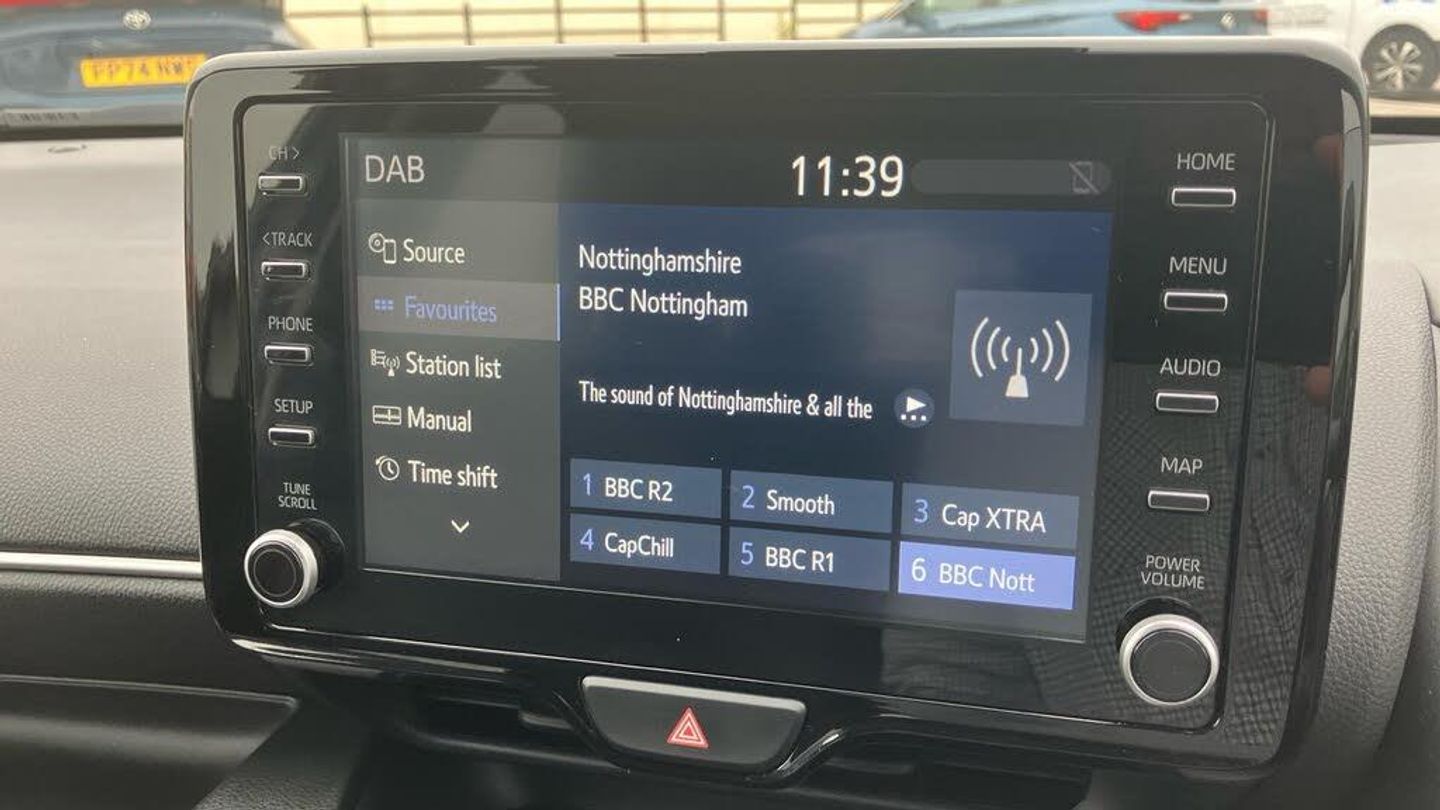 CH >
<TRACK
PHONE
SETUP
TUNE
SCROLL
DAB
11:39
Source
Favourites
Station list
Manual
Time shift
Nottinghamshire
BBC Nottingham
The sound of Nottinghamshire & all the
1 BBC R2
2 Smooth
3 Cap XTRA
4 CapChill
5 BBC R1
6 BBC Nott
HOME
MENU
AUDIO
MAP
POWER
VOLUME